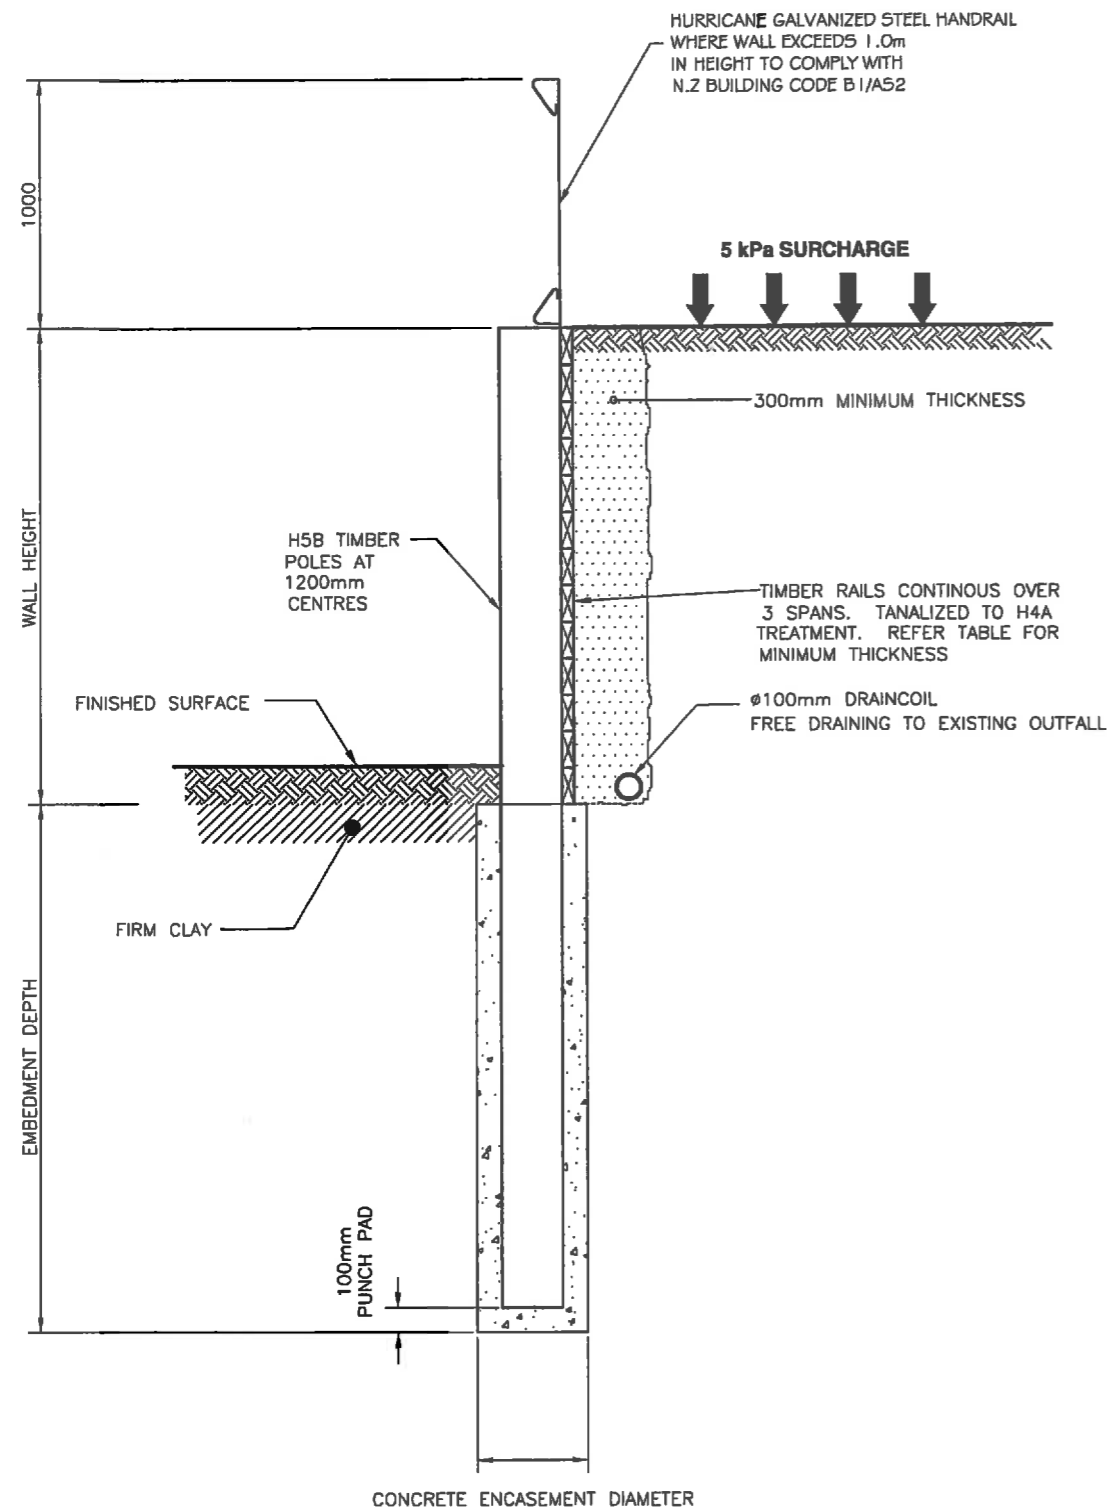 HURRICANE GALVANIZED STEEL HANDRAIL
WHERE WALL EXCEEDS 1.0m
IN HEIGHT TO COMPLY WITH
N.Z BUILDING CODE B1/AS2
1000
5 kPa SURCHARGE
300mm MINIMUM THICKNESS
WALL HEIGHT
H5B TIMBER
POLES AT
1200mm
CENTRES
TIMBER RAILS CONTINOUS OVER
3 SPANS. TANALIZED TO H4A
TREATMENT. REFER TABLE FOR
MINIMUM THICKNESS
FINISHED SURFACE
ø100mm DRAINCOIL
FREE DRAINING TO EXISTING OUTFALL
FIRM CLAY
EMBEDMENT DEPTH
100mm
PUNCH PAD
CONCRETE ENCASEMENT DIAMETER